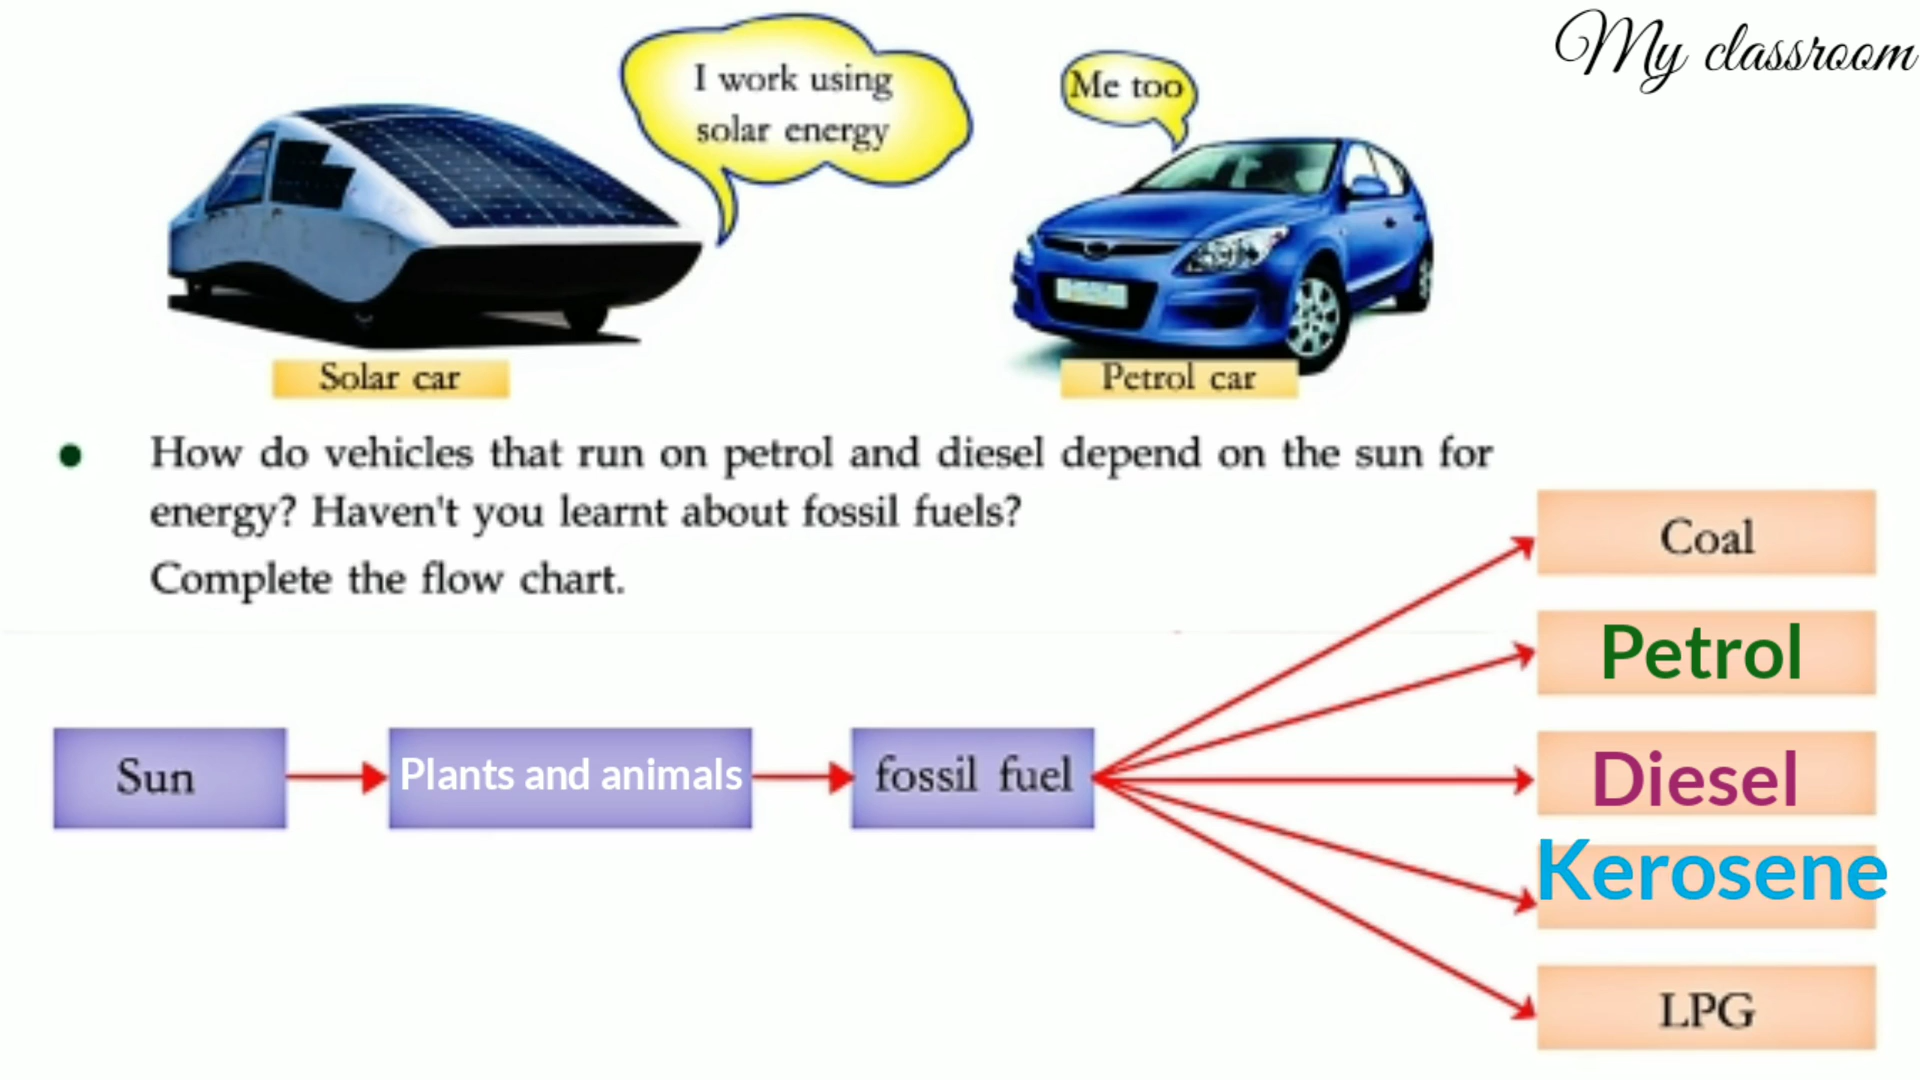 My classroom
I work using
solar energy
Me too
Solar car
Petrol car
How do vehicles that run on petrol and diesel depend on the sun for
energy? Haven't you learnt about fossil fuels?
Complete the flow chart.
Sun
Plants and animals
fossil fuel
Coal
Petrol
Diesel
Kerosene
LPG